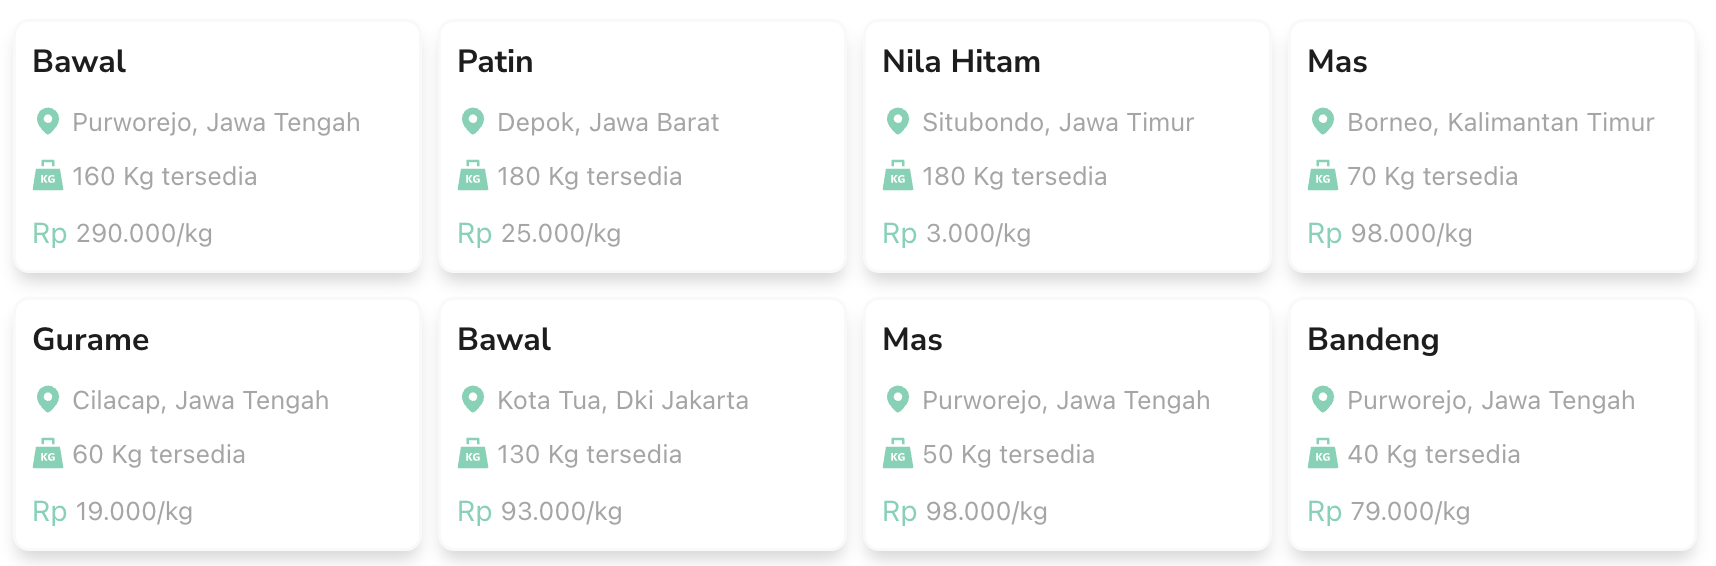 Bawal
Purworejo, Jawa Tengah
KG 160 Kg tersedia
Rp 290.000/kg
Patin
Depok, Jawa Barat
KG 180 Kg tersedia
Rp 25.000/kg
Nila Hitam
Situbondo, Jawa Timur
KG 180 Kg tersedia
Rp 3.000/kg
Mas
Borneo, Kalimantan Timur
KG 70 Kg tersedia
Rp 98.000/kg
Gurame
Cilacap, Jawa Tengah
KG 60 Kg tersedia
Rp 19.000/kg
Bawal
Kota Tua, Dki Jakarta
KG 130 Kg tersedia
Rp 93.000/kg
Mas
Purworejo, Jawa Tengah
KG 50 Kg tersedia
Rp 98.000/kg
Bandeng
Purworejo, Jawa Tengah
KG 40 Kg tersedia
Rp 79.000/kg